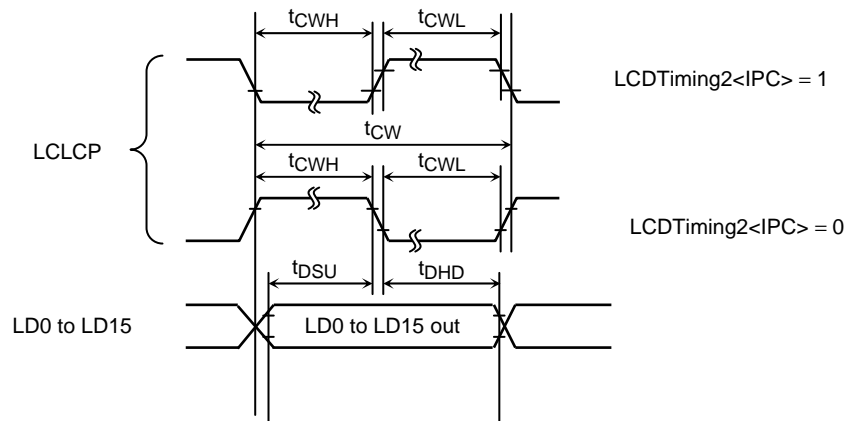 tCWH tCWL
LCDTiming2<IPC> = 1
tCW
LCLCP
tCWH tCWL
LCDTiming2<IPC> = 0
tDSU tDHD
LD0 to LD15
LD0 to LD15 out